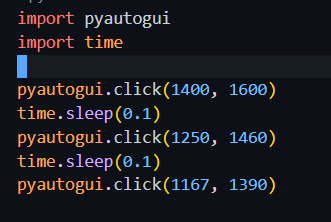 import pyautogui
import time
pyautogui.click(1400, 1600)
time.sleep(0.1)
pyautogui.click(1250, 1460)
time.sleep(0.1)
pyautogui.click(1167, 1390)